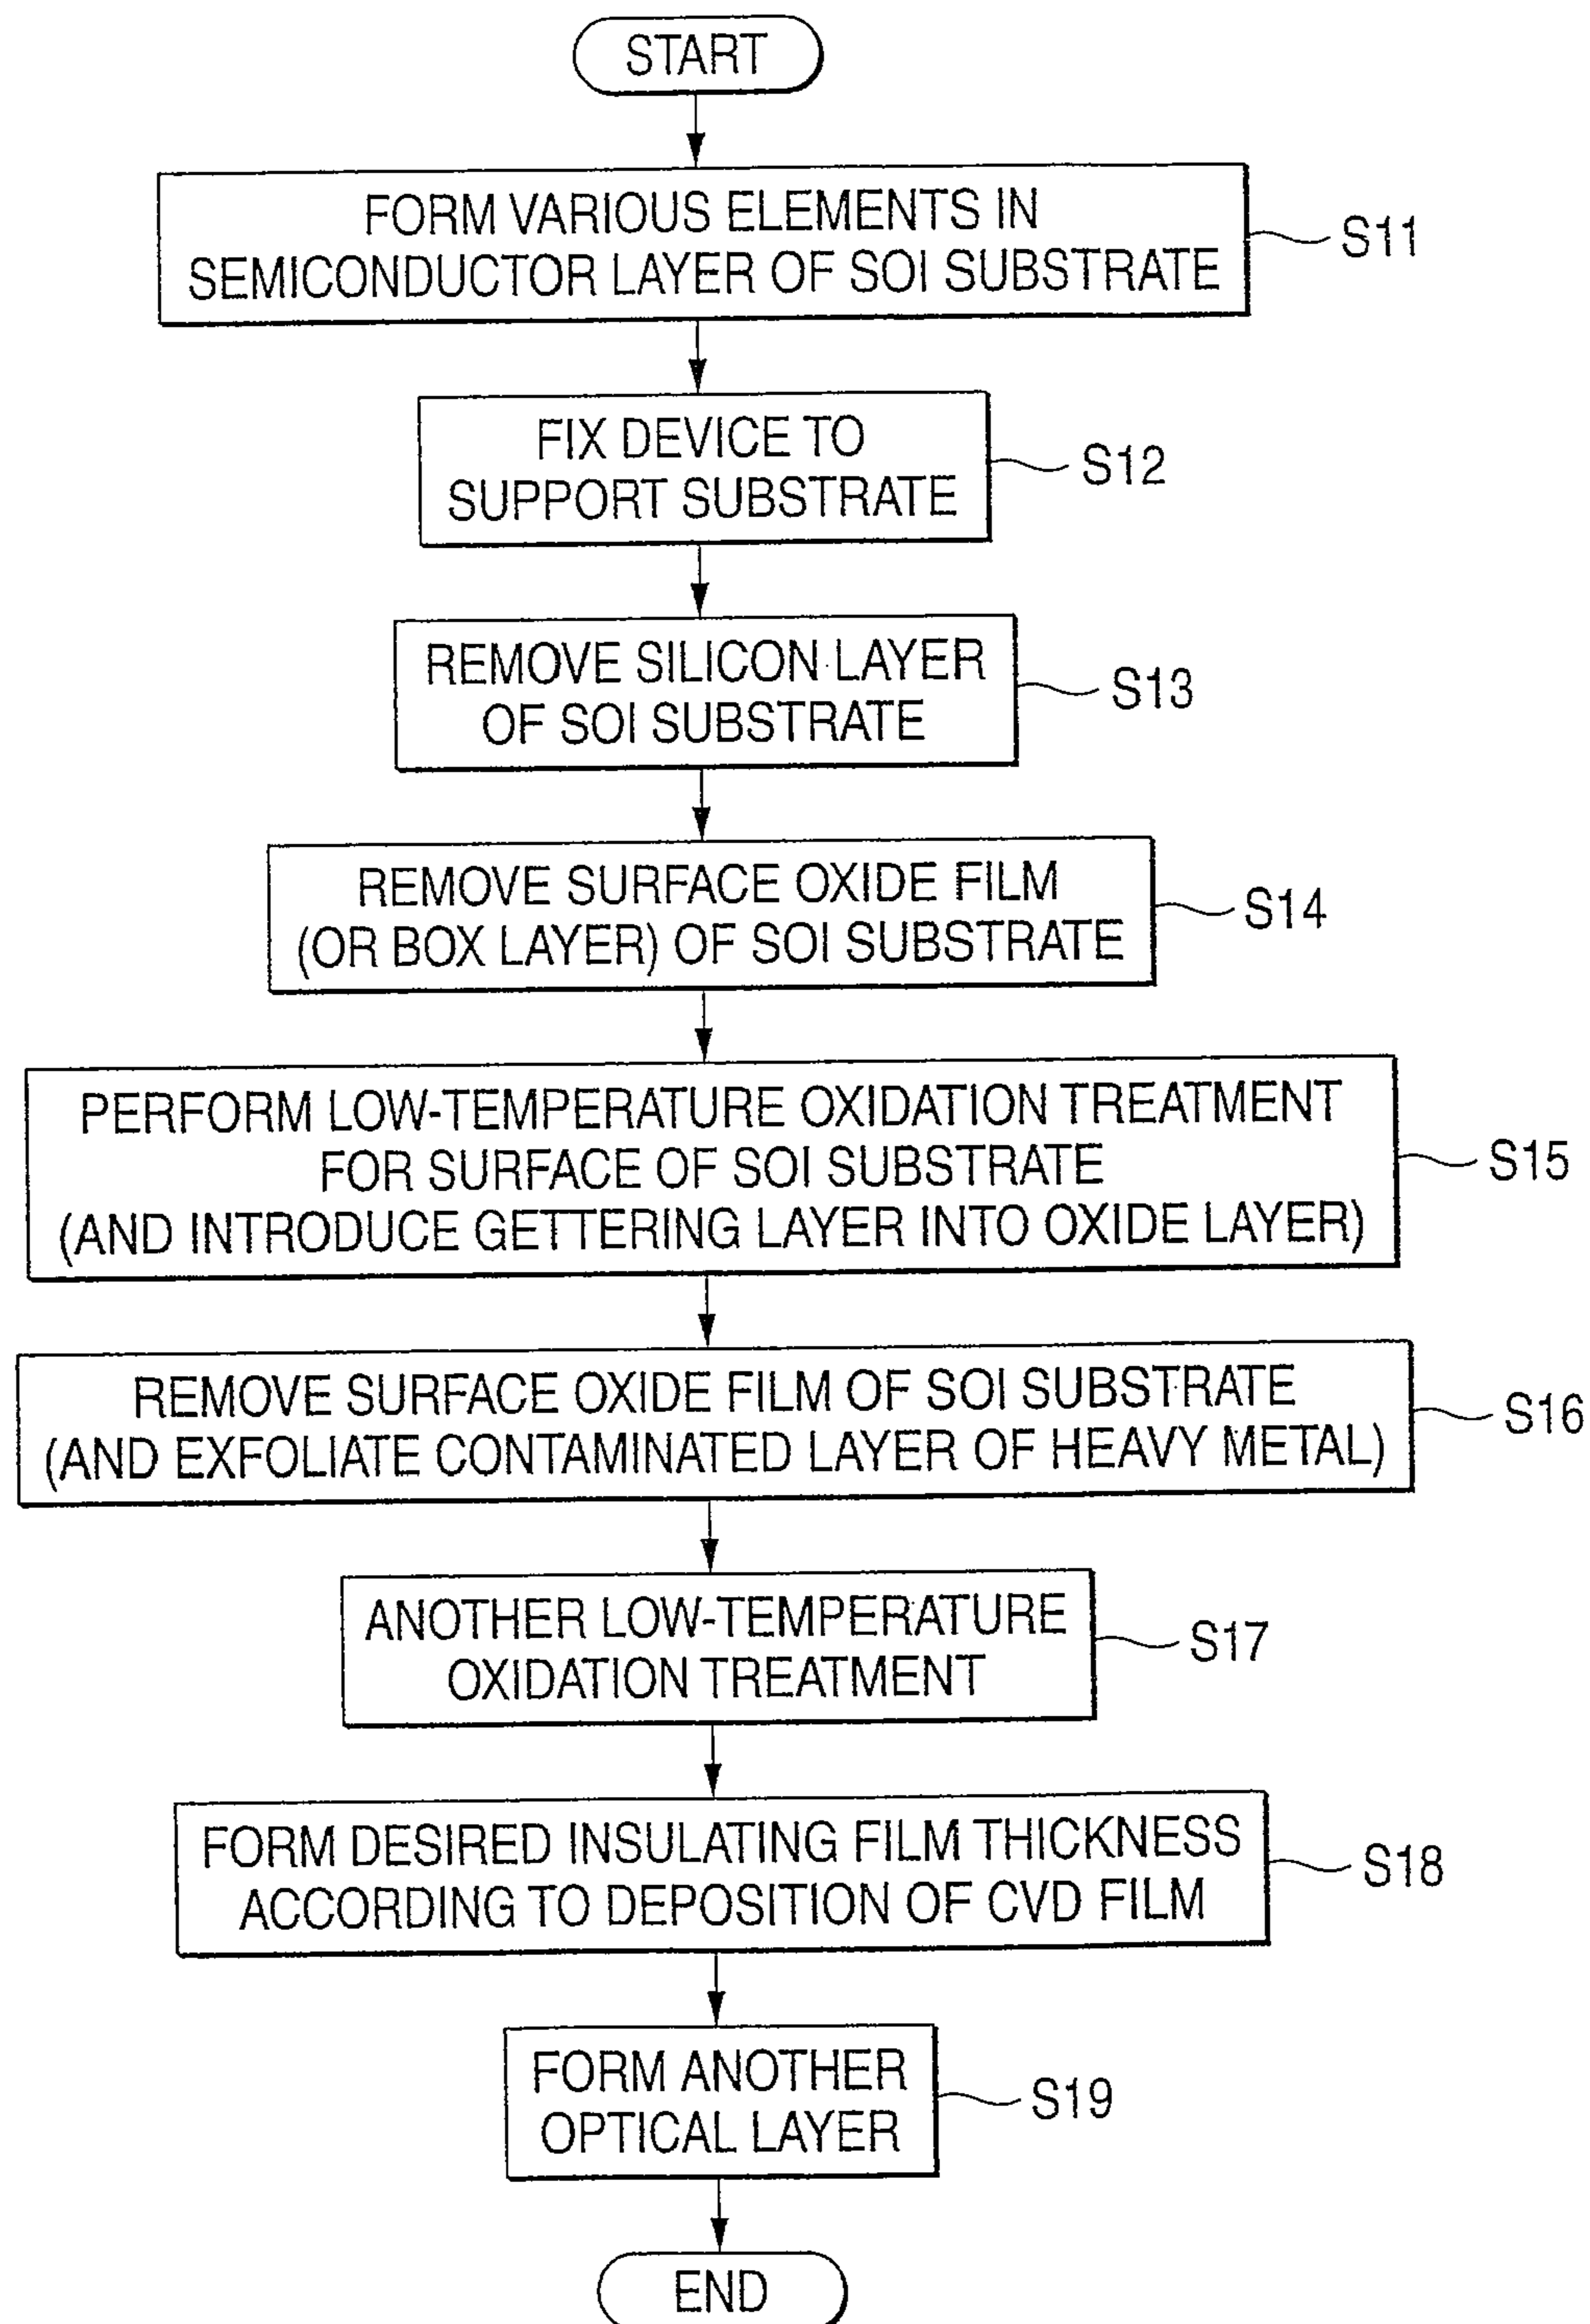 START
FORM VARIOUS ELEMENTS IN
SEMICONDUCTOR LAYER OF SOI SUBSTRATE
S11
FIX DEVICE TO
SUPPORT SUBSTRATE
S12
REMOVE SILICON LAYER
OF SOI SUBSTRATE
S13
REMOVE SURFACE OXIDE FILM
(OR BOX LAYER) OF SOI SUBSTRATE
S14
PERFORM LOW-TEMPERATURE OXIDATION TREATMENT
FOR SURFACE OF SOI SUBSTRATE
(AND INTRODUCE GETTERING LAYER INTO OXIDE LAYER)
S15
REMOVE SURFACE OXIDE FILM OF SOI SUBSTRATE
(AND EXFOLIATE CONTAMINATED LAYER OF HEAVY METAL)
S16
ANOTHER LOW-TEMPERATURE
OXIDATION TREATMENT
S17
FORM DESIRED INSULATING FILM THICKNESS
ACCORDING TO DEPOSITION OF CVD FILM
S18
FORM ANOTHER
OPTICAL LAYER
S19
END